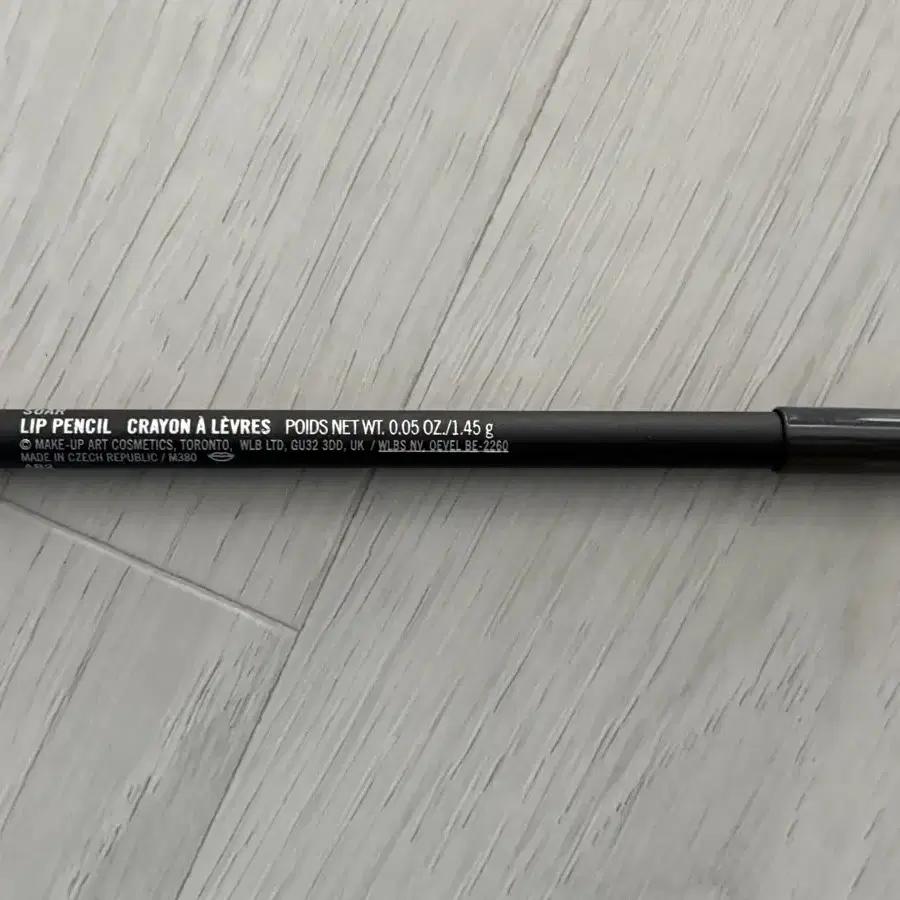 SOAR
LIP PENCIL CRAYON À LÈVRES POIDS NET WT. 0.05 OZ./1.45 g
© MAKE-UP ART COSMETICS, TORONTO, WLB LTD, GU32 3DD, UK / WLBS NV, OEVEL BE-2260
MADE IN CZECH REPUBLIC / M380